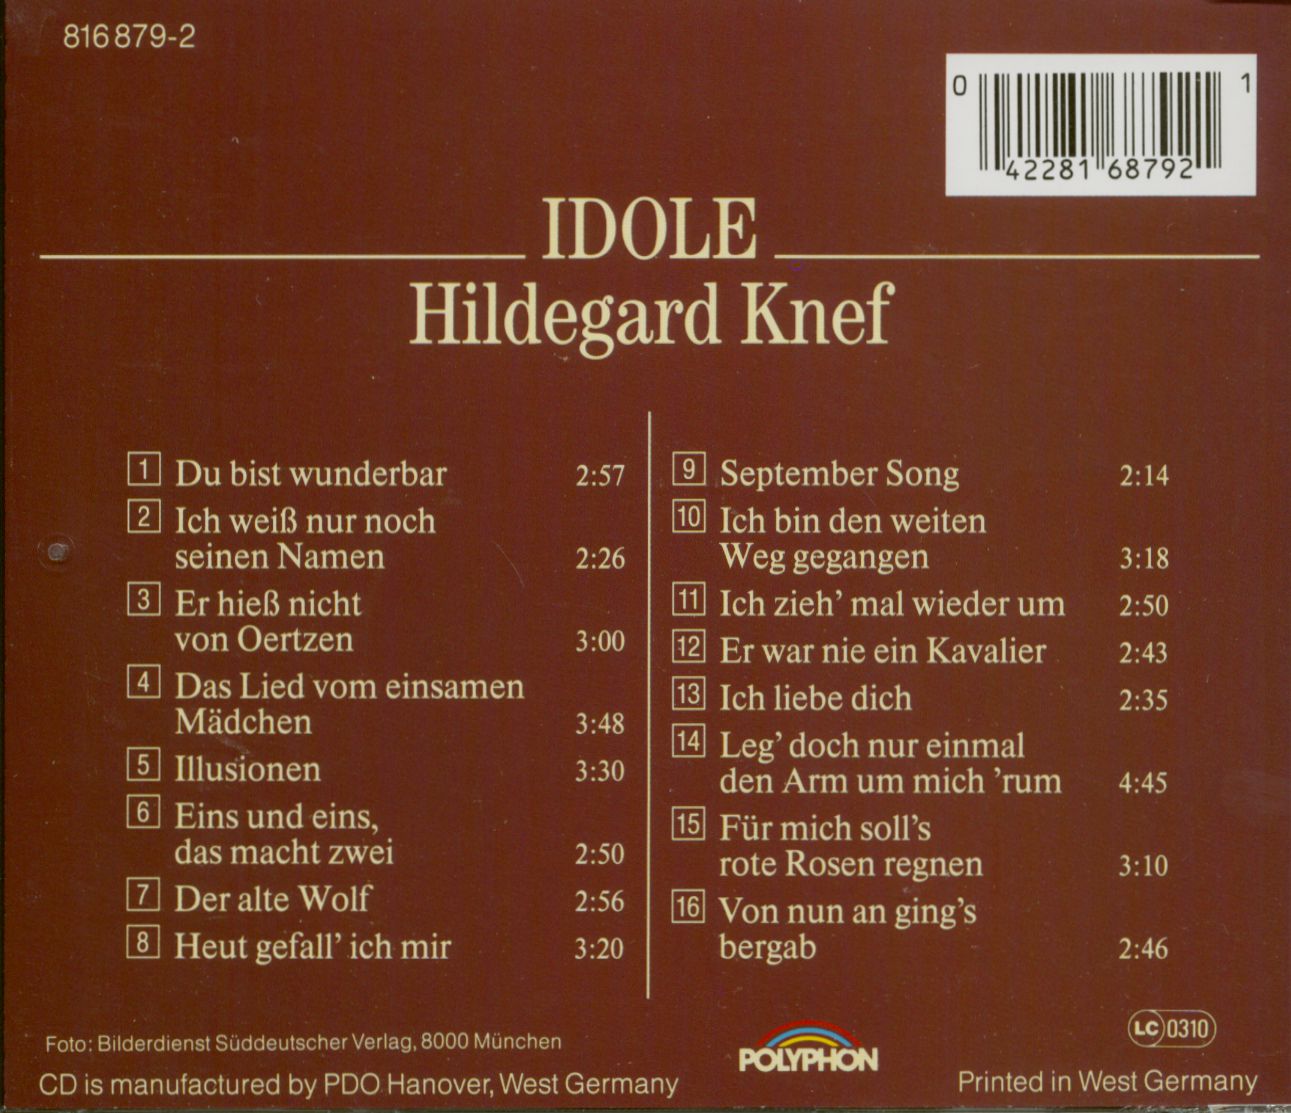 816 879-2
0 42281 68792 1
IDOLE
Hildegard Knef
1 Du bist wunderbar 2:57
2 Ich weiß nur noch
seinen Namen 2:26
3 Er hieß nicht
von Oertzen 3:00
4 Das Lied vom einsamen
Mädchen 3:48
5 Illusionen 3:30
6 Eins und eins,
das macht zwei 2:50
7 Der alte Wolf 2:56
8 Heut gefall' ich mir 3:20
9 September Song 2:14
10 Ich bin den weiten
Weg gegangen 3:18
11 Ich zieh' mal wieder um 2:50
12 Er war nie ein Kavalier 2:43
13 Ich liebe dich 2:35
14 Leg' doch nur einmal
den Arm um mich 'rum 4:45
15 Für mich soll's
rote Rosen regnen 3:10
16 Von nun an ging's
bergab 2:46
Foto: Bilderdienst Süddeutscher Verlag, 8000 München
CD is manufactured by PDO Hanover, West Germany
POLYPHON
LC 0310
Printed in West Germany